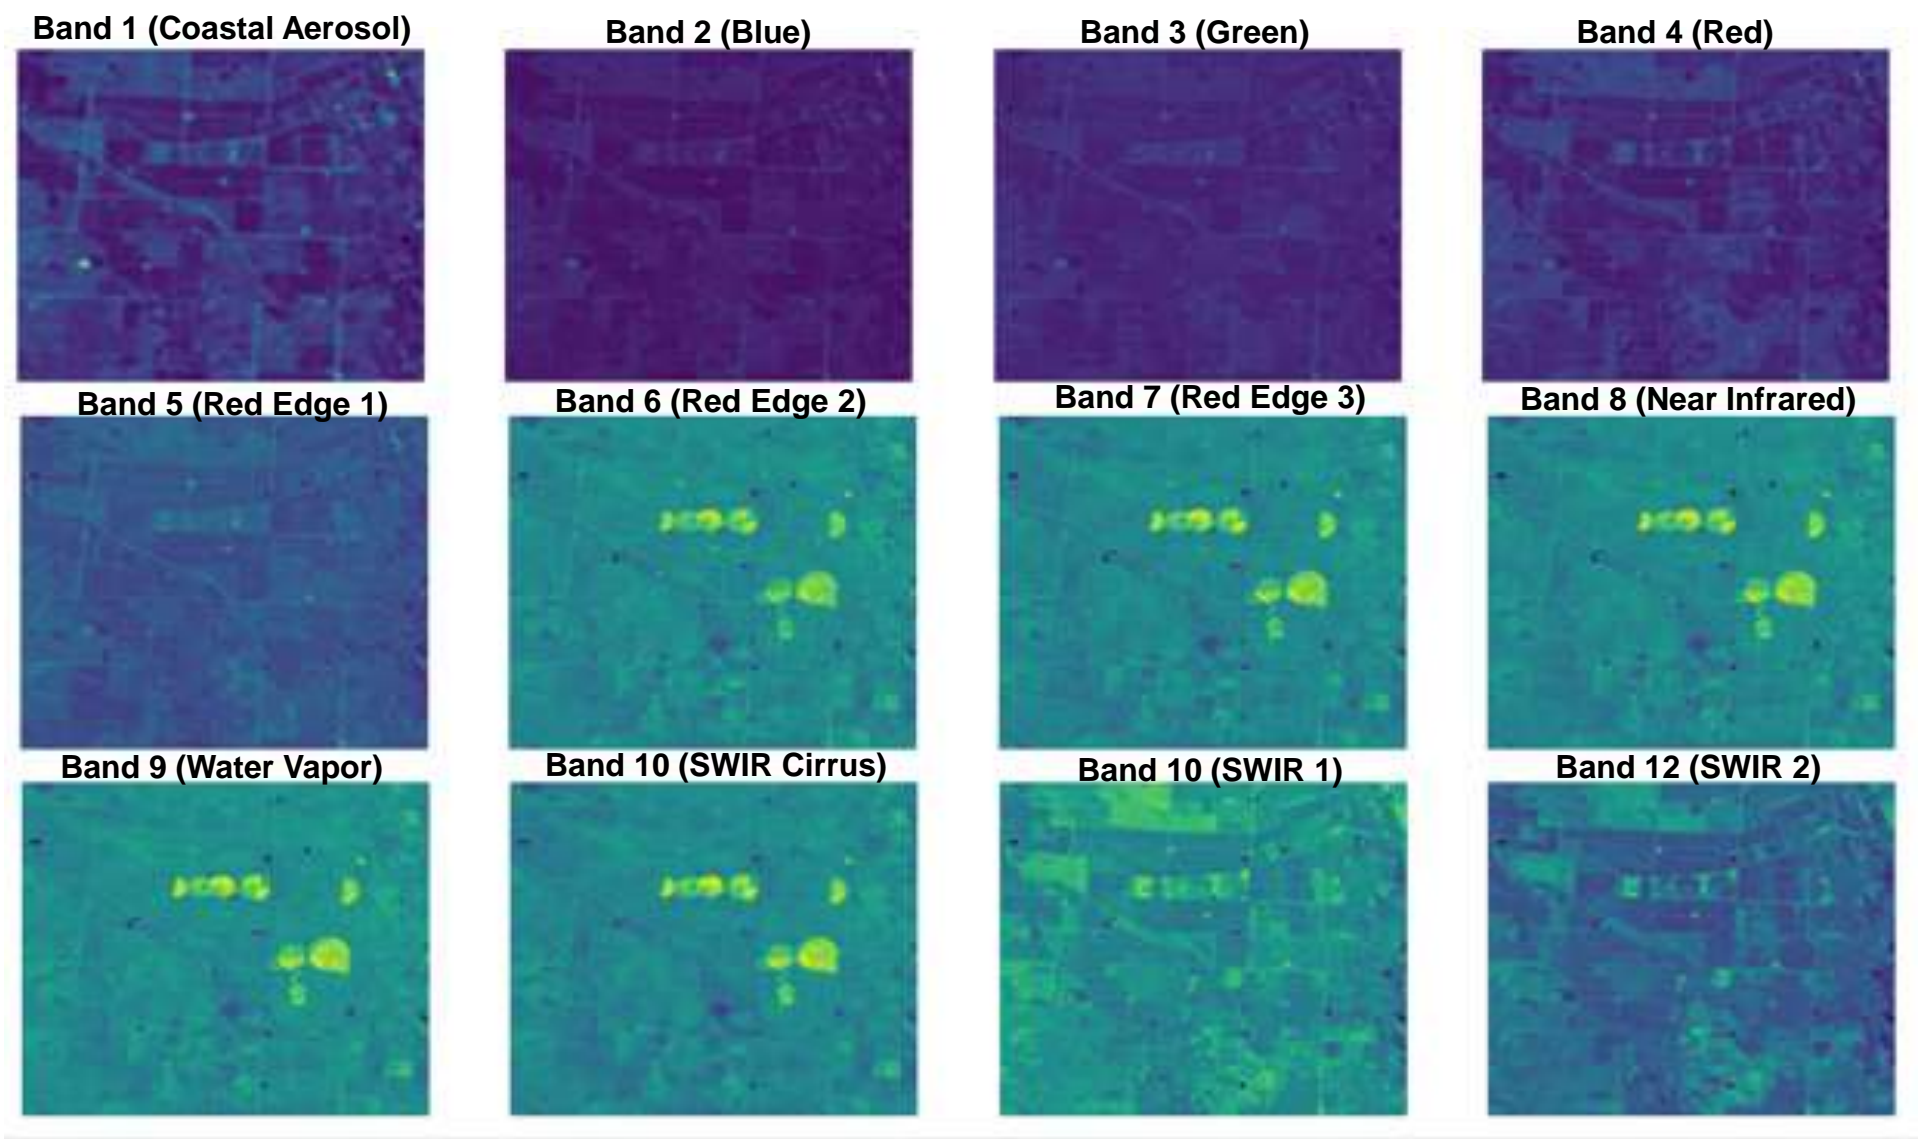 Band 1 (Coastal Aerosol)
Band 2 (Blue)
Band 3 (Green)
Band 4 (Red)
Band 5 (Red Edge 1)
Band 6 (Red Edge 2)
Band 7 (Red Edge 3)
Band 8 (Near Infrared)
Band 9 (Water Vapor)
Band 10 (SWIR Cirrus)
Band 10 (SWIR 1)
Band 12 (SWIR 2)